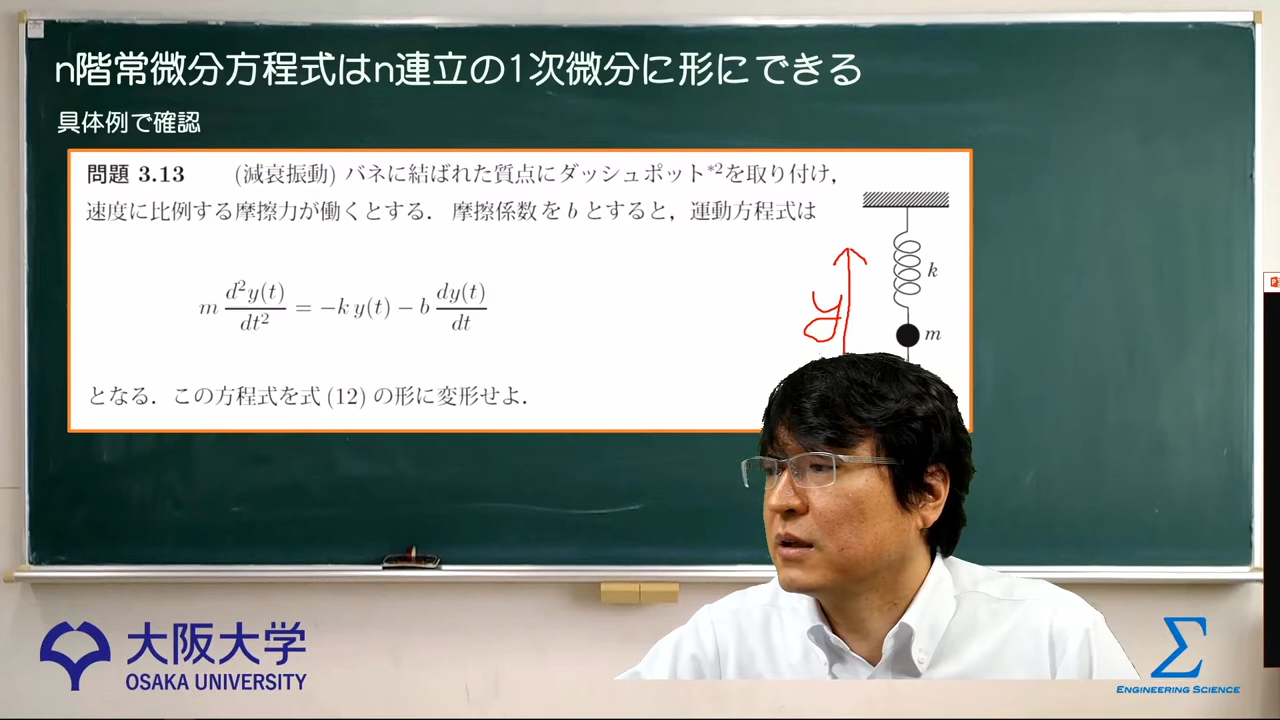 n階常微分方程式はn連立の1次微分に形にできる
具体例で確認
問題 3.13 (減衰振動) バネに結ばれた質点にダッシュポット*2を取り付け,
速度に比例する摩擦力が働くとする. 摩擦係数を b とすると, 運動方程式は
m d²y(t)/dt² = −k y(t) − b dy(t)/dt
となる. この方程式を式 (12) の形に変形せよ.
y
k
m
大阪大学
OSAKA UNIVERSITY
Σ
ENGINEERING SCIENCE